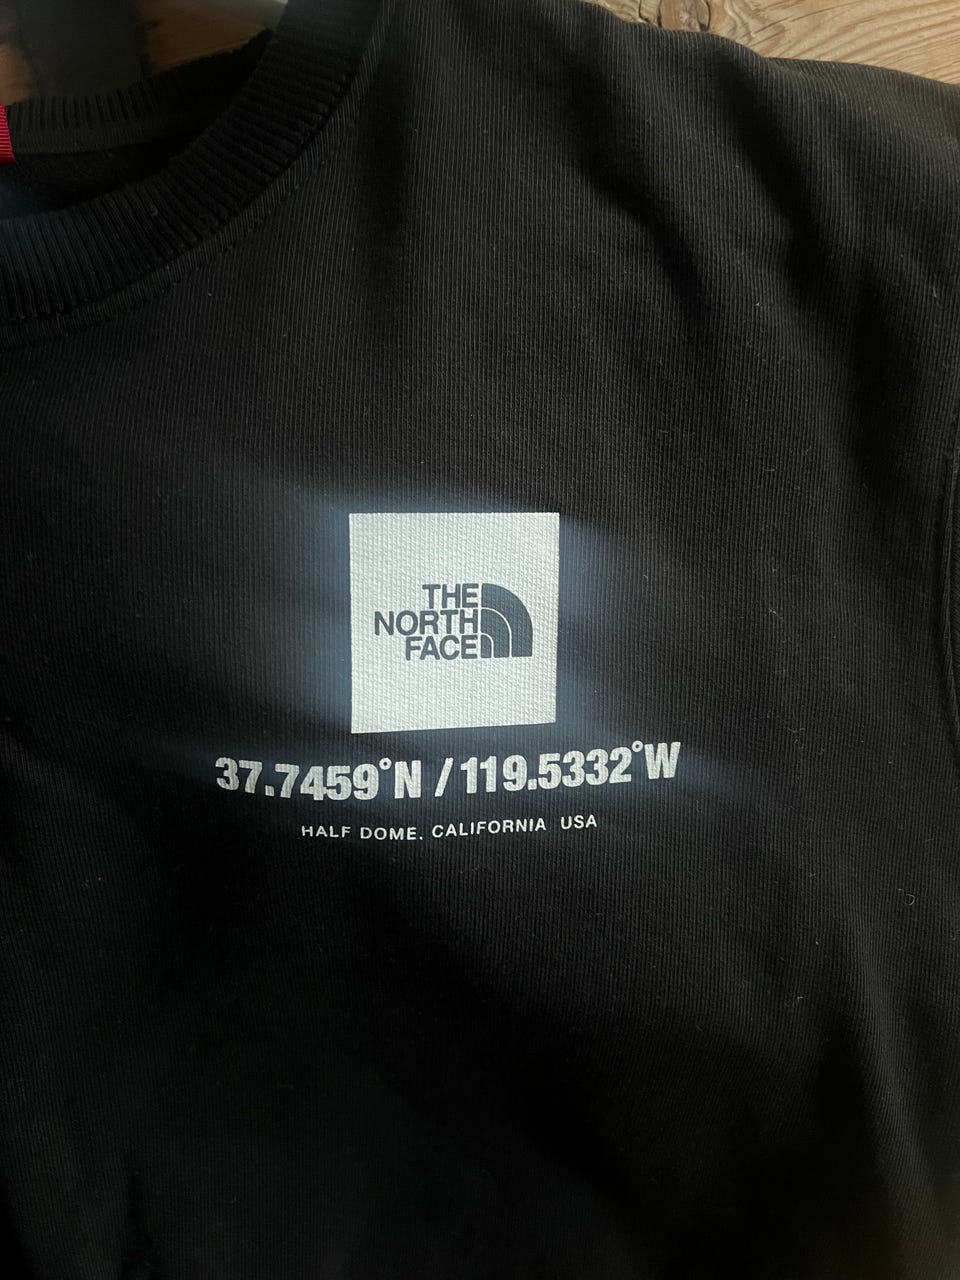 THE
NORTH
FACE
37.7459°N / 119.5332°W
HALF DOME. CALIFORNIA USA